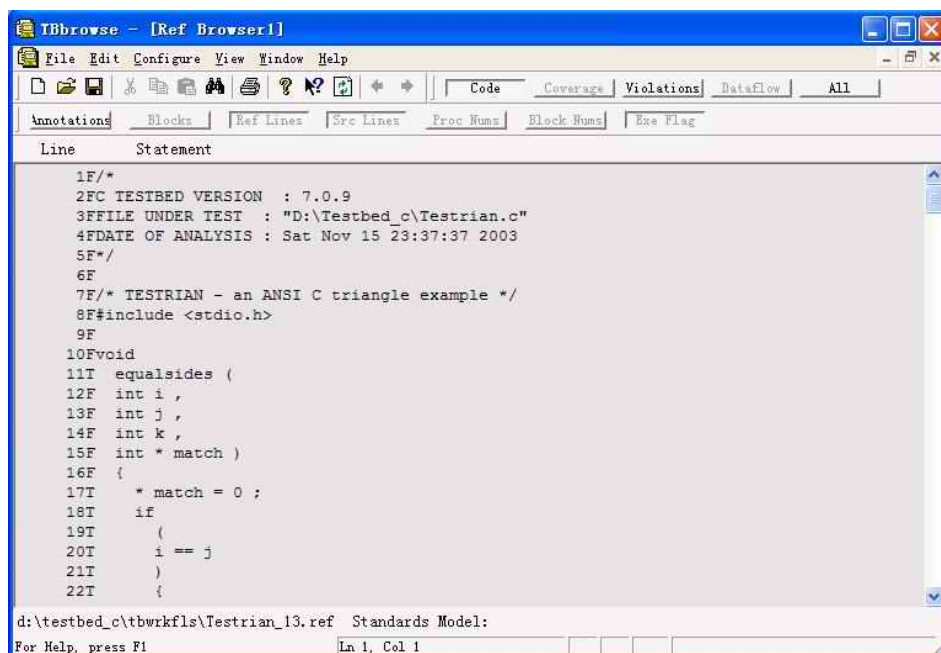 TBbrowse - [Ref Browser1]
File Edit Configure View Window Help
Code Coverage Violations Dataflow All
Annotations Blocks Ref Lines Src Lines Proc Nums Block Nums Exe Flag
Line Statement
1F/*
2FC TESTBED VERSION : 7.0.9
3FFILE UNDER TEST : "D:\Testbed_c\Testrian.c"
4FDATE OF ANALYSIS : Sat Nov 15 23:37:37 2003
5F*/
6F
7F/* TESTRIAN - an ANSI C triangle example */
8F#include <stdio.h>
9F
10Fvoid
11T equalsides (
12F int i ,
13F int j ,
14F int k ,
15F int * match )
16F {
17T * match = 0 ;
18T if
19T (
20T i == j
21T )
22T {
d:\testbed_c\tbwrkfls\Testrian_13.ref Standards Model:
For Help, press F1 Ln 1, Col 1